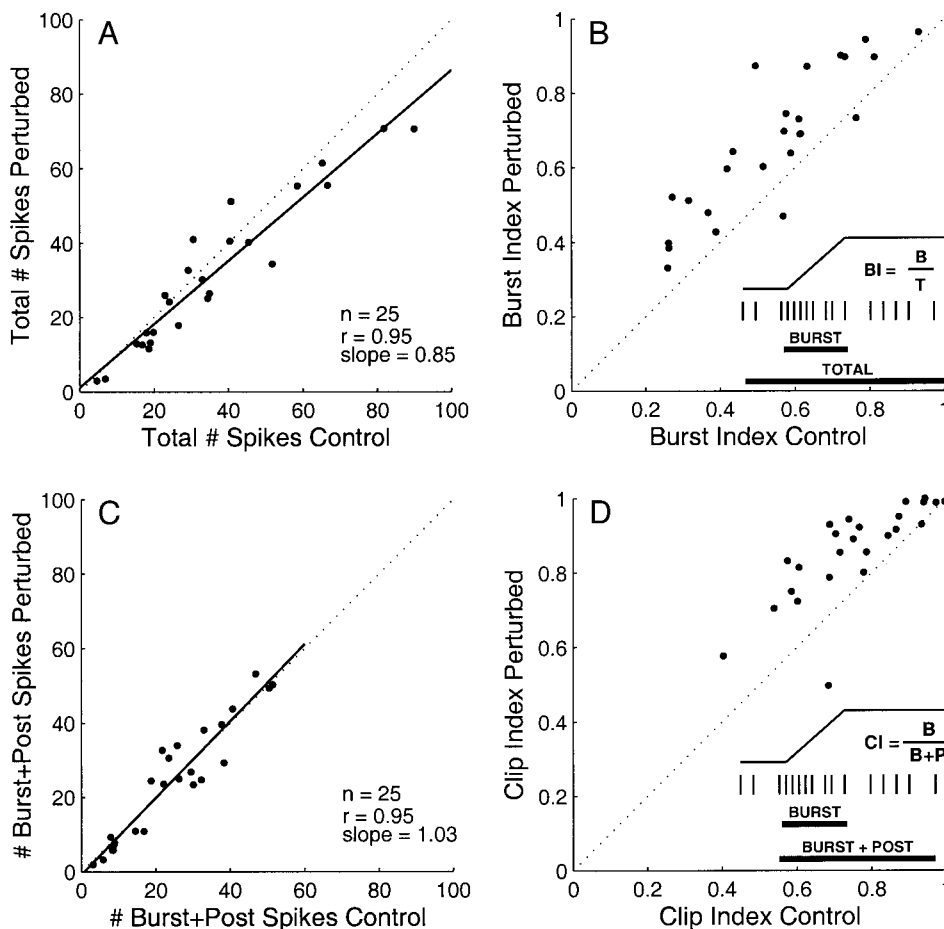 A
Total # Spikes Perturbed
100
80
60
40
20
0
n = 25
r = 0.95
slope = 0.85
0 20 40 60 80 100
Total # Spikes Control
B
Burst Index Perturbed
1
0.8
0.6
0.4
0.2
0
BI = B
T
BURST
TOTAL
0 0.2 0.4 0.6 0.8 1
Burst Index Control
C
# Burst+Post Spikes Perturbed
100
80
60
40
20
0
n = 25
r = 0.95
slope = 1.03
0 20 40 60 80 100
# Burst+Post Spikes Control
D
Clip Index Perturbed
1
0.8
0.6
0.4
0.2
0
CI = B
B+P
BURST
BURST + POST
0 0.2 0.4 0.6 0.8 1
Clip Index Control